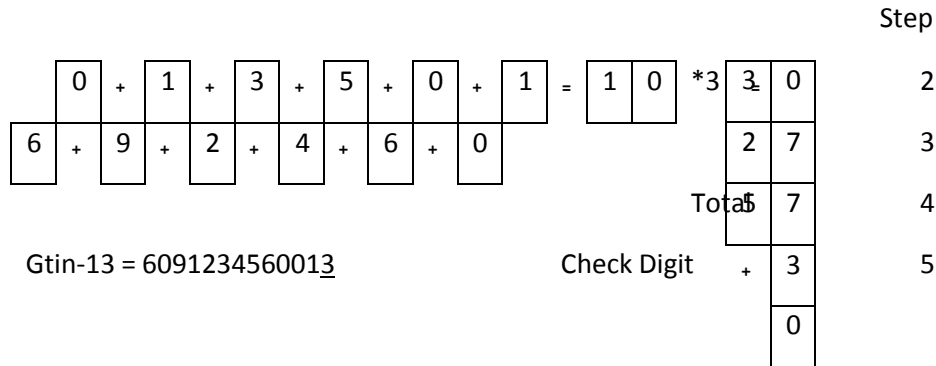 Step
0 + 1 + 3 + 5 + 0 + 1 = 1 0 *3 = 3 0 2
6 + 9 + 2 + 4 + 6 + 0 2 7 3
Total 5 7 4
Gtin-13 = 6091234560013 Check Digit + 3 5
0